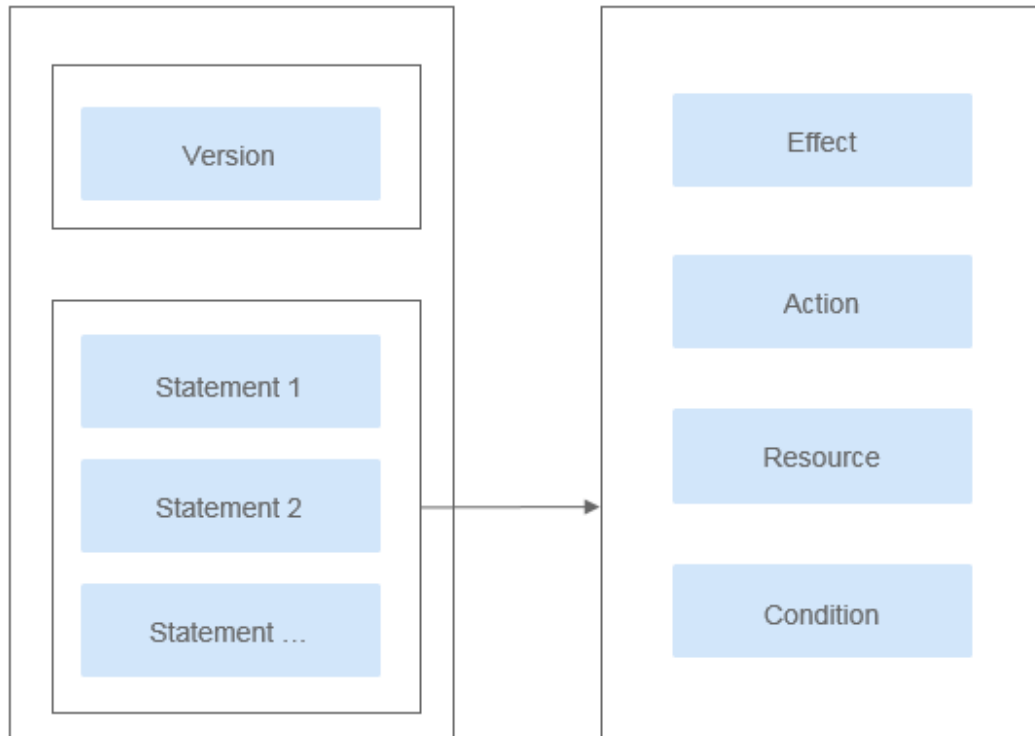 Version
Statement 1
Statement 2
Statement …
Effect
Action
Resource
Condition